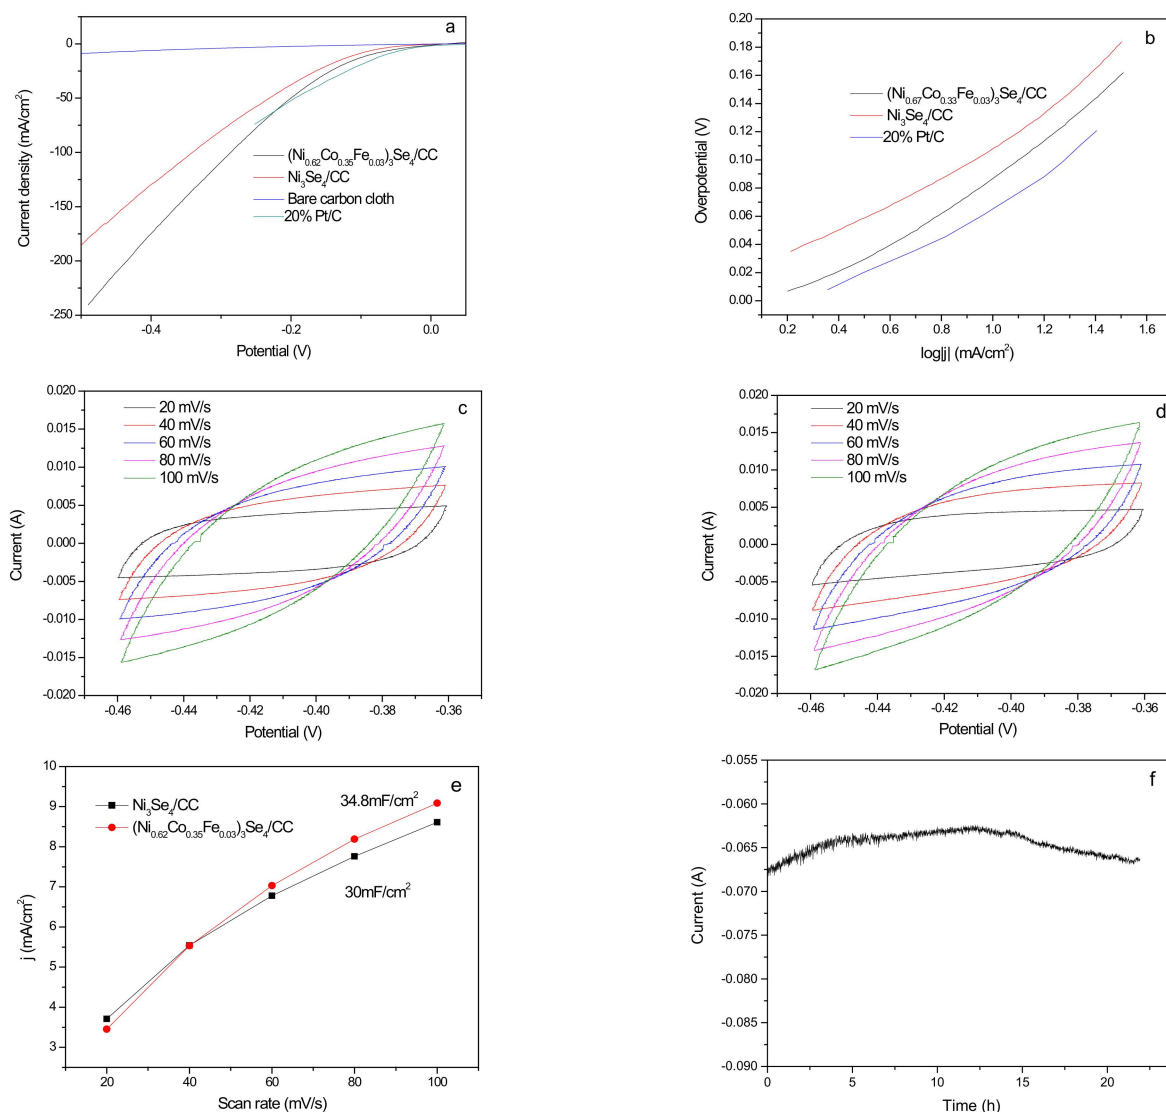 a
0
-50
-100
-150
-200
-250
Current density (mA/cm²)
(Ni₀.₆₂Co₀.₃₅Fe₀.₀₃)₃Se₄/CC
Ni₃Se₄/CC
Bare carbon cloth
20% Pt/C
-0.4 -0.2 0.0
Potential (V)
b
0.20
0.18
0.16
0.14
0.12
0.10
0.08
0.06
0.04
0.02
0.00
Overpotential (V)
(Ni₀.₆₇Co₀.₃₃Fe₀.₀₃)₃Se₄/CC
Ni₃Se₄/CC
20% Pt/C
0.2 0.4 0.6 0.8 1.0 1.2 1.4 1.6
log|j| (mA/cm²)
c
0.020
0.015
0.010
0.005
0.000
-0.005
-0.010
-0.015
-0.020
Current (A)
20 mV/s
40 mV/s
60 mV/s
80 mV/s
100 mV/s
-0.46 -0.44 -0.42 -0.40 -0.38 -0.36
Potential (V)
d
0.020
0.015
0.010
0.005
0.000
-0.005
-0.010
-0.015
-0.020
Current (A)
20 mV/s
40 mV/s
60 mV/s
80 mV/s
100 mV/s
-0.46 -0.44 -0.42 -0.40 -0.38 -0.36
Potential (V)
e
10
9
8
7
6
5
4
3
j (mA/cm²)
Ni₃Se₄/CC
(Ni₀.₆₂Co₀.₃₅Fe₀.₀₃)₃Se₄/CC
34.8mF/cm²
30mF/cm²
20 40 60 80 100
Scan rate (mV/s)
f
-0.055
-0.060
-0.065
-0.070
-0.075
-0.080
-0.085
-0.090
Current (A)
0 5 10 15 20
Time (h)